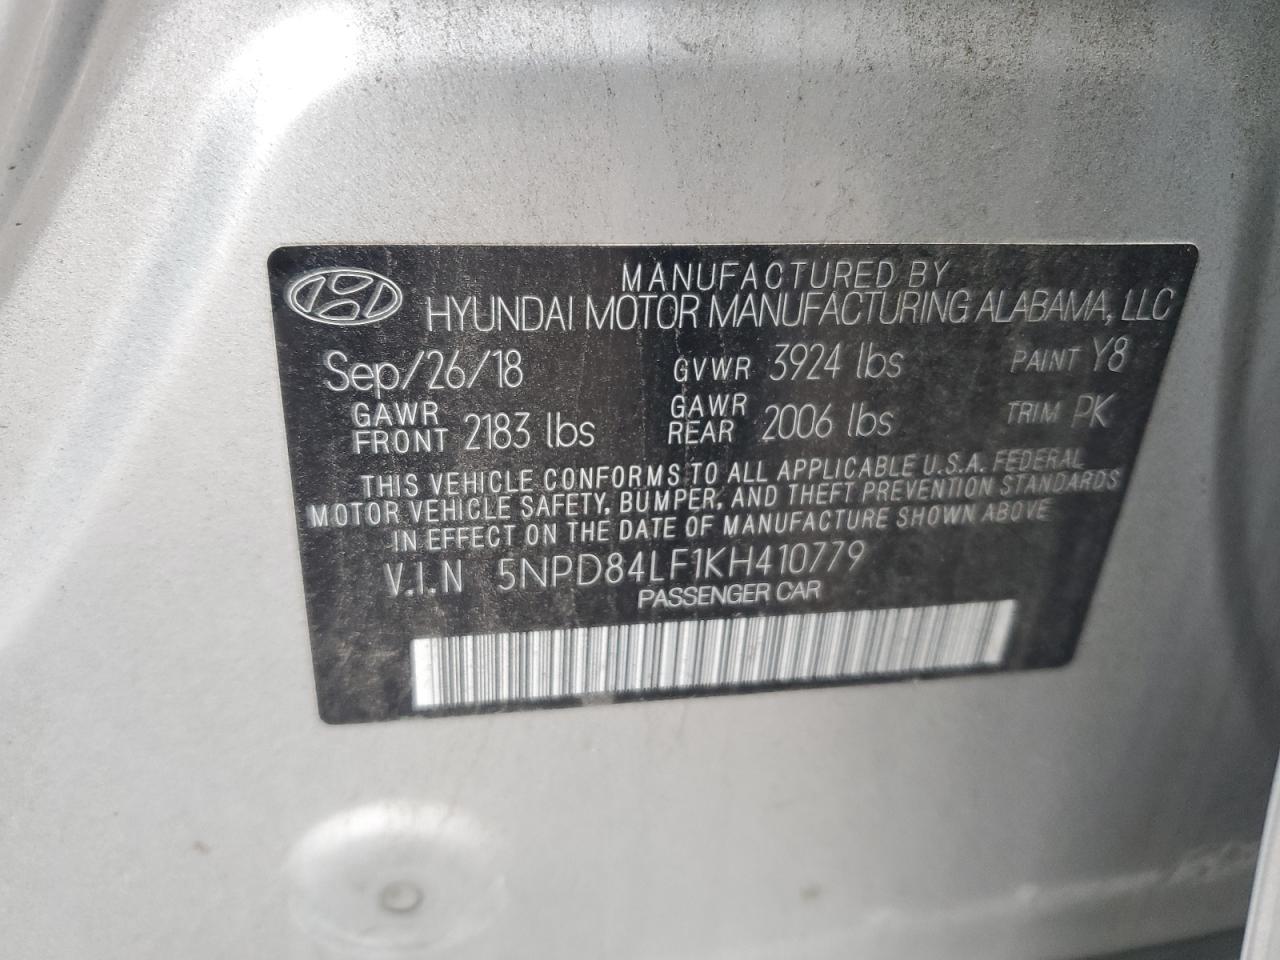 MANUFACTURED BY
HYUNDAI MOTOR MANUFACTURING ALABAMA, LLC
Sep/26/18 GVWR 3924 lbs PAINT Y8
GAWR FRONT 2183 lbs GAWR REAR 2006 lbs TRIM PK
THIS VEHICLE CONFORMS TO ALL APPLICABLE U.S.A. FEDERAL
MOTOR VEHICLE SAFETY, BUMPER, AND THEFT PREVENTION STANDARDS
IN EFFECT ON THE DATE OF MANUFACTURE SHOWN ABOVE
V.I.N 5NPD84LF1KH410779
PASSENGER CAR